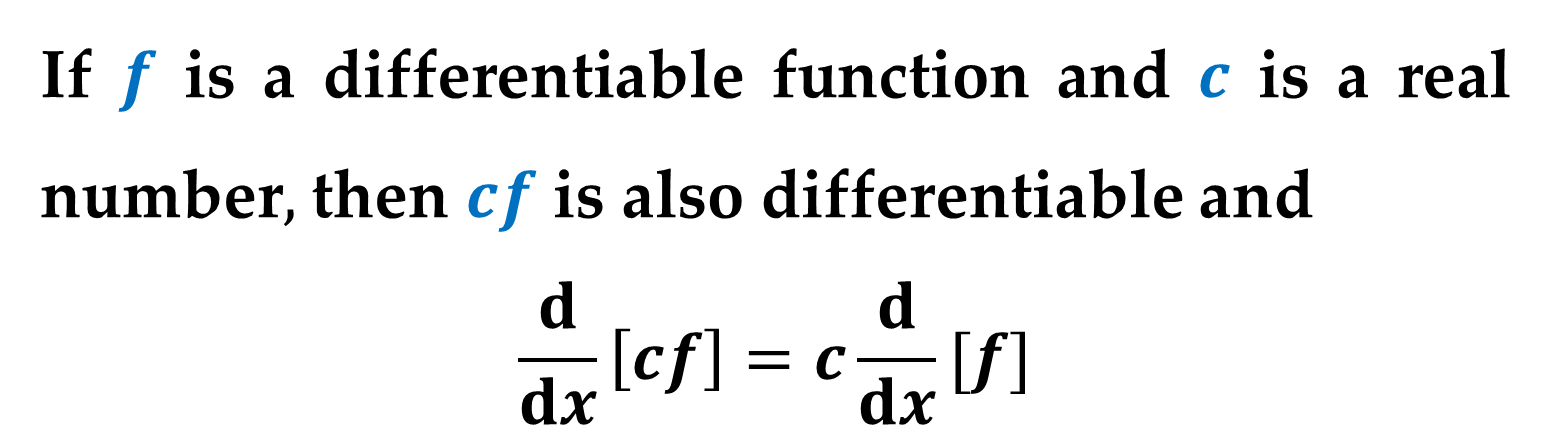 If f is a differentiable function and c is a real
number, then cf is also differentiable and
d/dx [cf] = c d/dx [f]